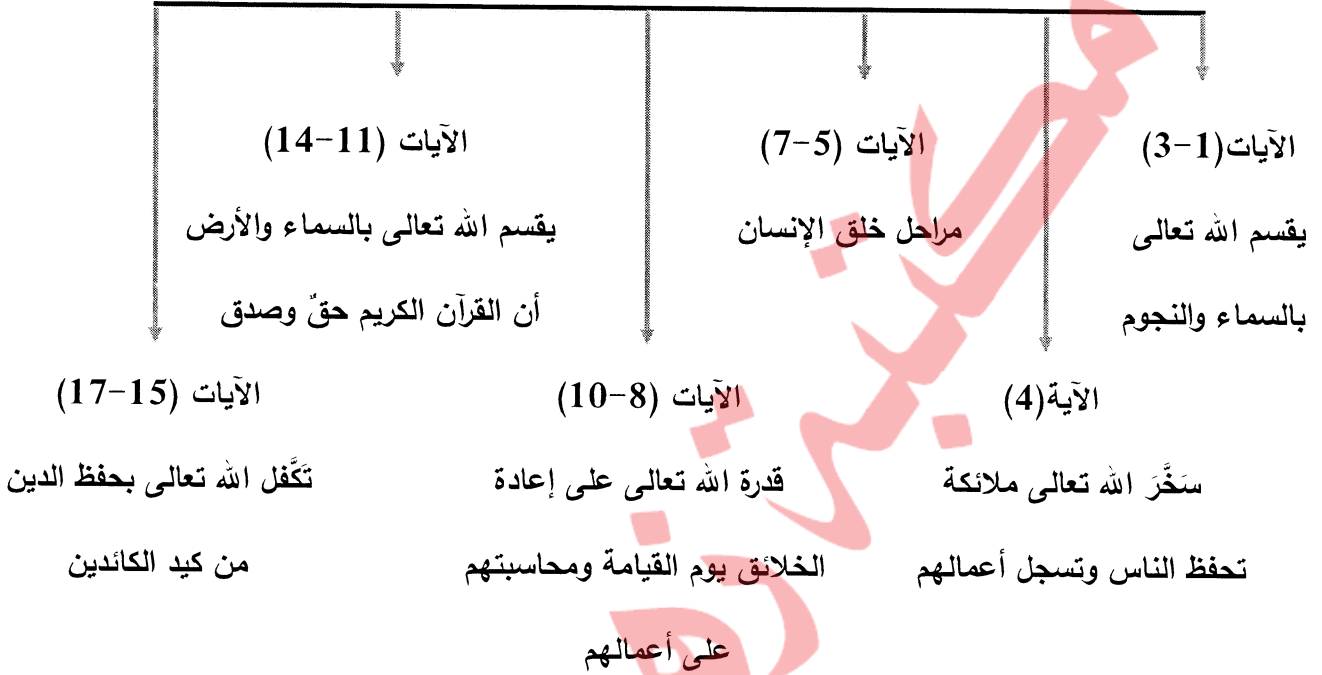 الآيات(1-3)
يقسم الله تعالى
بالسماء والنجوم
الآية(4)
سَخَّرَ الله تعالى ملائكة
تحفظ الناس وتسجل أعمالهم
الآيات (5-7)
مراحل خلق الإنسان
الآيات (8-10)
قدرة الله تعالى على إعادة
الخلائق يوم القيامة ومحاسبتهم
على أعمالهم
الآيات (11-14)
يقسم الله تعالى بالسماء والأرض
أن القرآن الكريم حقٌ وصدق
الآيات (15-17)
تَكَّفل الله تعالى بحفظ الدين
من كيد الكائدين